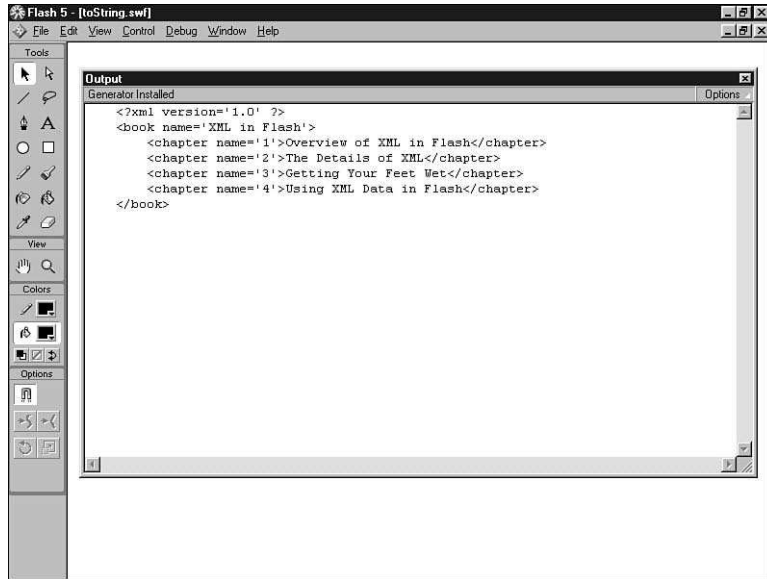 Flash 5 - [toString.swf]
File Edit View Control Debug Window Help
Tools
A
View
Colors
Options
Output
Generator Installed
Options
<?xml version='1.0' ?>
<book name='XML in Flash'>
<chapter name='1'>Overview of XML in Flash</chapter>
<chapter name='2'>The Details of XML</chapter>
<chapter name='3'>Getting Your Feet Wet</chapter>
<chapter name='4'>Using XML Data in Flash</chapter>
</book>